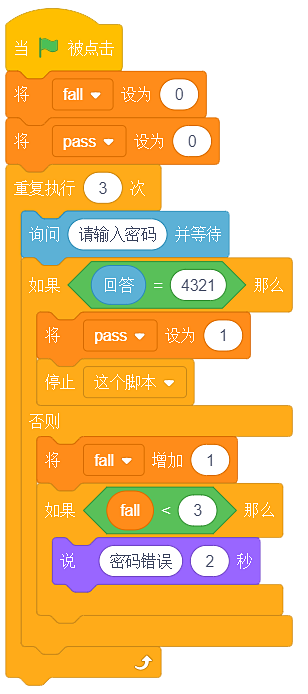 当 被点击
将 fall 设为 0
将 pass 设为 0
重复执行 3 次
询问 请输入密码 并等待
如果 回答 = 4321 那么
将 pass 设为 1
停止 这个脚本
否则
将 fall 增加 1
如果 fall < 3 那么
说 密码错误 2 秒